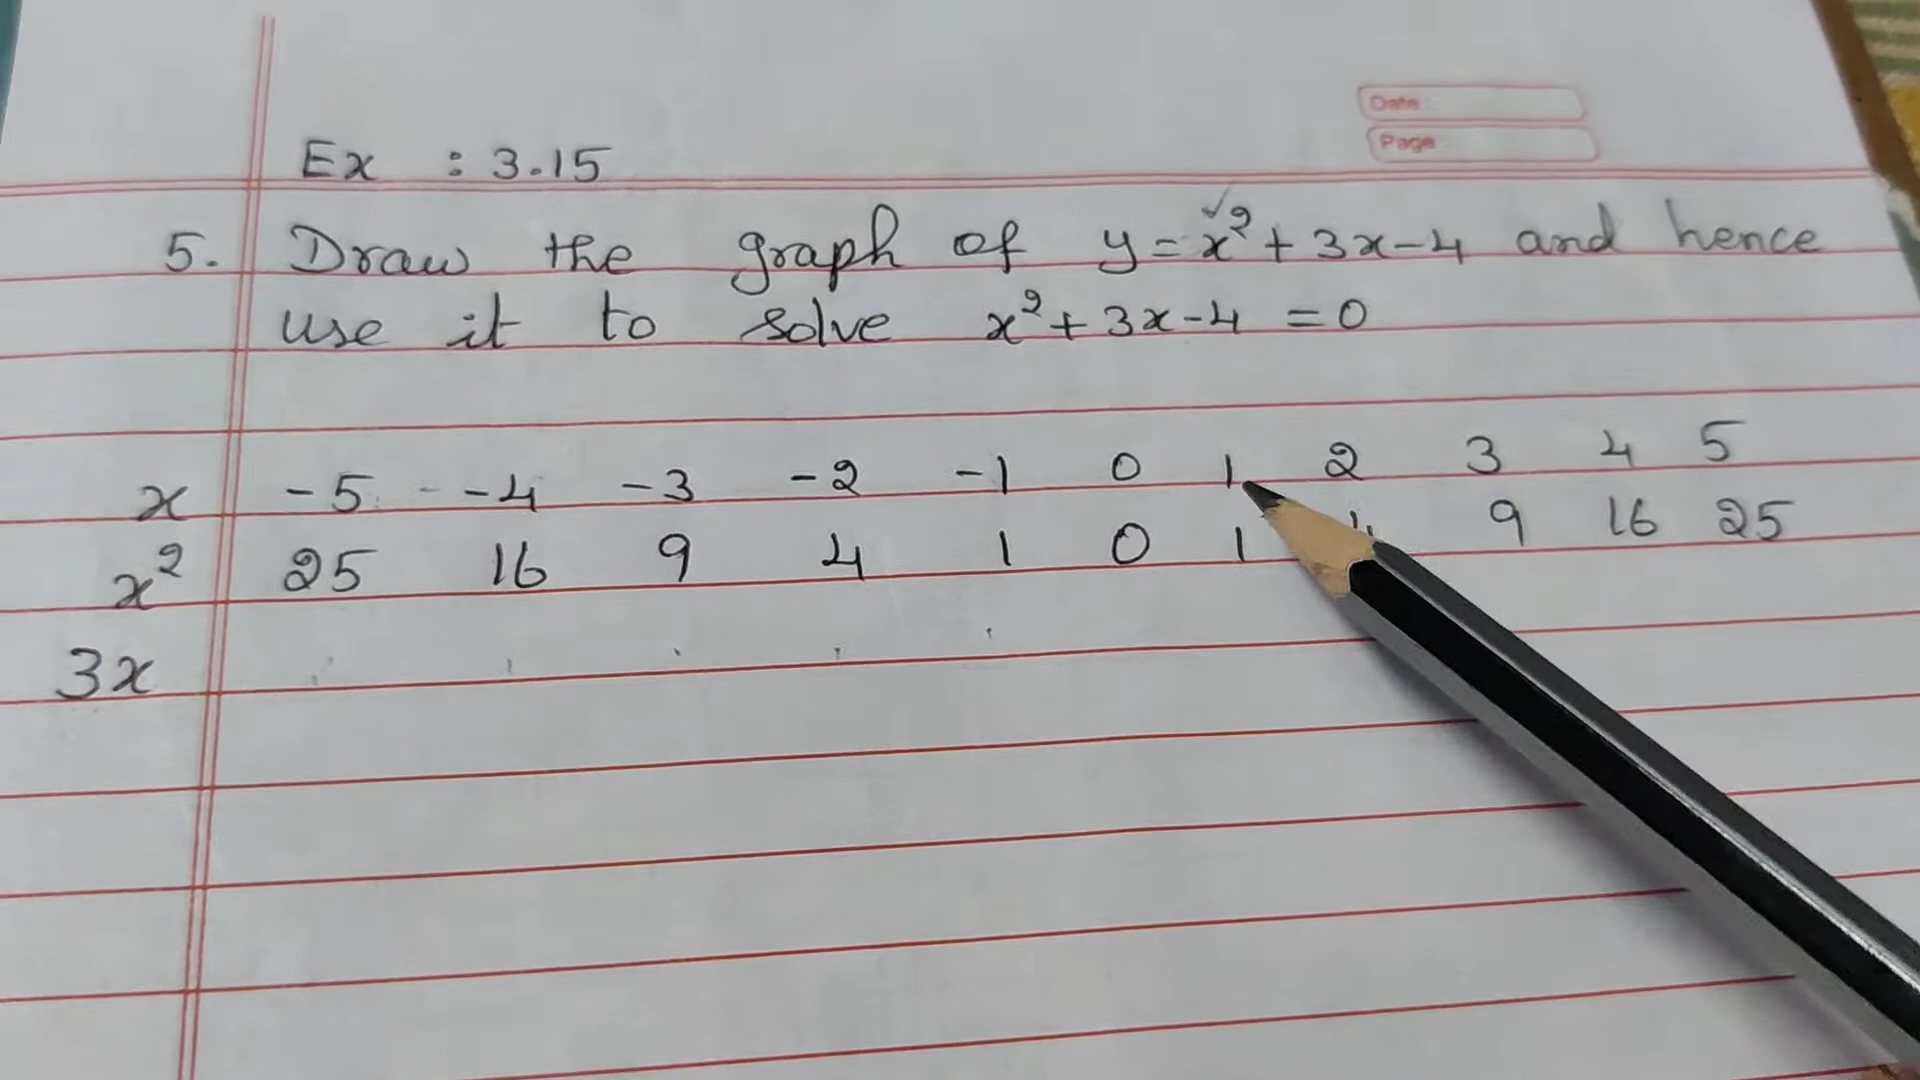 Date :
Page :
Ex : 3.15
5. Draw the graph of y = x² + 3x - 4 and hence
use it to solve x² + 3x - 4 = 0
x -5 -4 -3 -2 -1 0 1 2 3 4 5
x² 25 16 9 4 1 0 1 9 16 25
3x